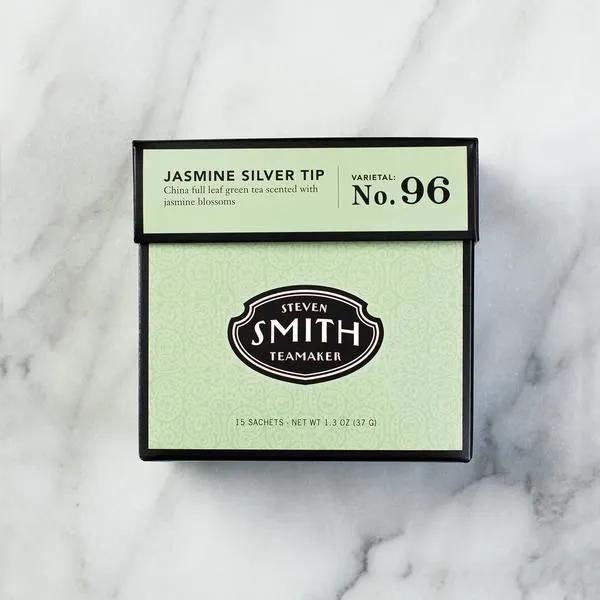 JASMINE SILVER TIP
China full leaf green tea scented with
jasmine blossoms
VARIETAL:
No. 96
STEVEN
SMITH
TEAMAKER
15 SACHETS - NET WT 1.3 OZ (37 G)